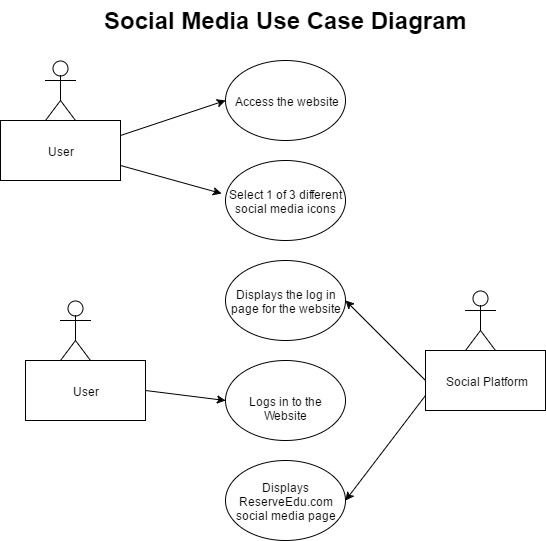 Social Media Use Case Diagram
Access the website
User
Select 1 of 3 different
social media icons
Displays the log in
page for the website
Social Platform
User
Logs in to the
Website
Displays
ReserveEdu.com
social media page